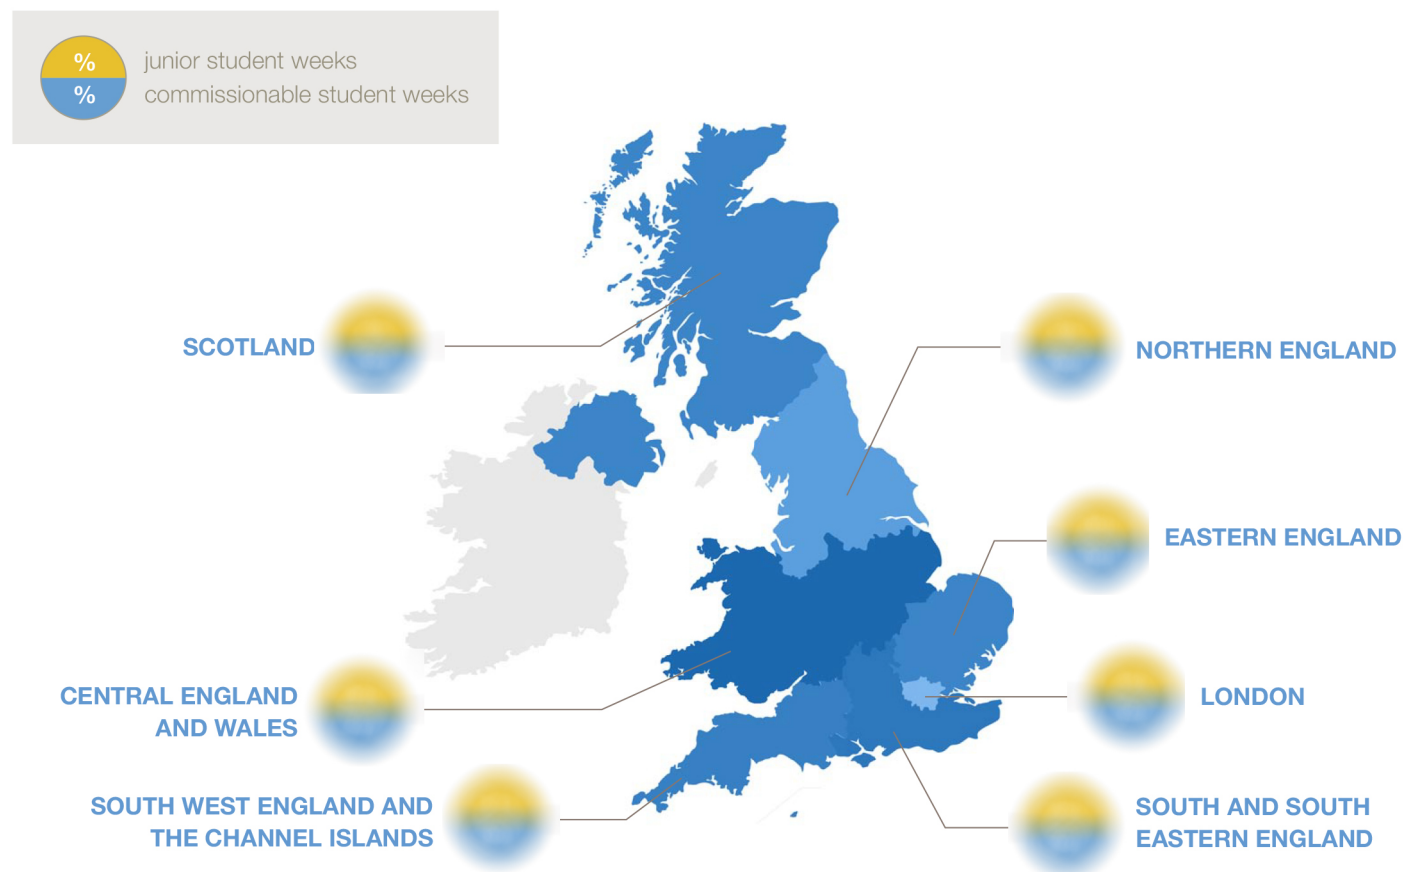 % junior student weeks
% commissionable student weeks
SCOTLAND
NORTHERN ENGLAND
EASTERN ENGLAND
CENTRAL ENGLAND
AND WALES
LONDON
SOUTH WEST ENGLAND AND
THE CHANNEL ISLANDS
SOUTH AND SOUTH
EASTERN ENGLAND